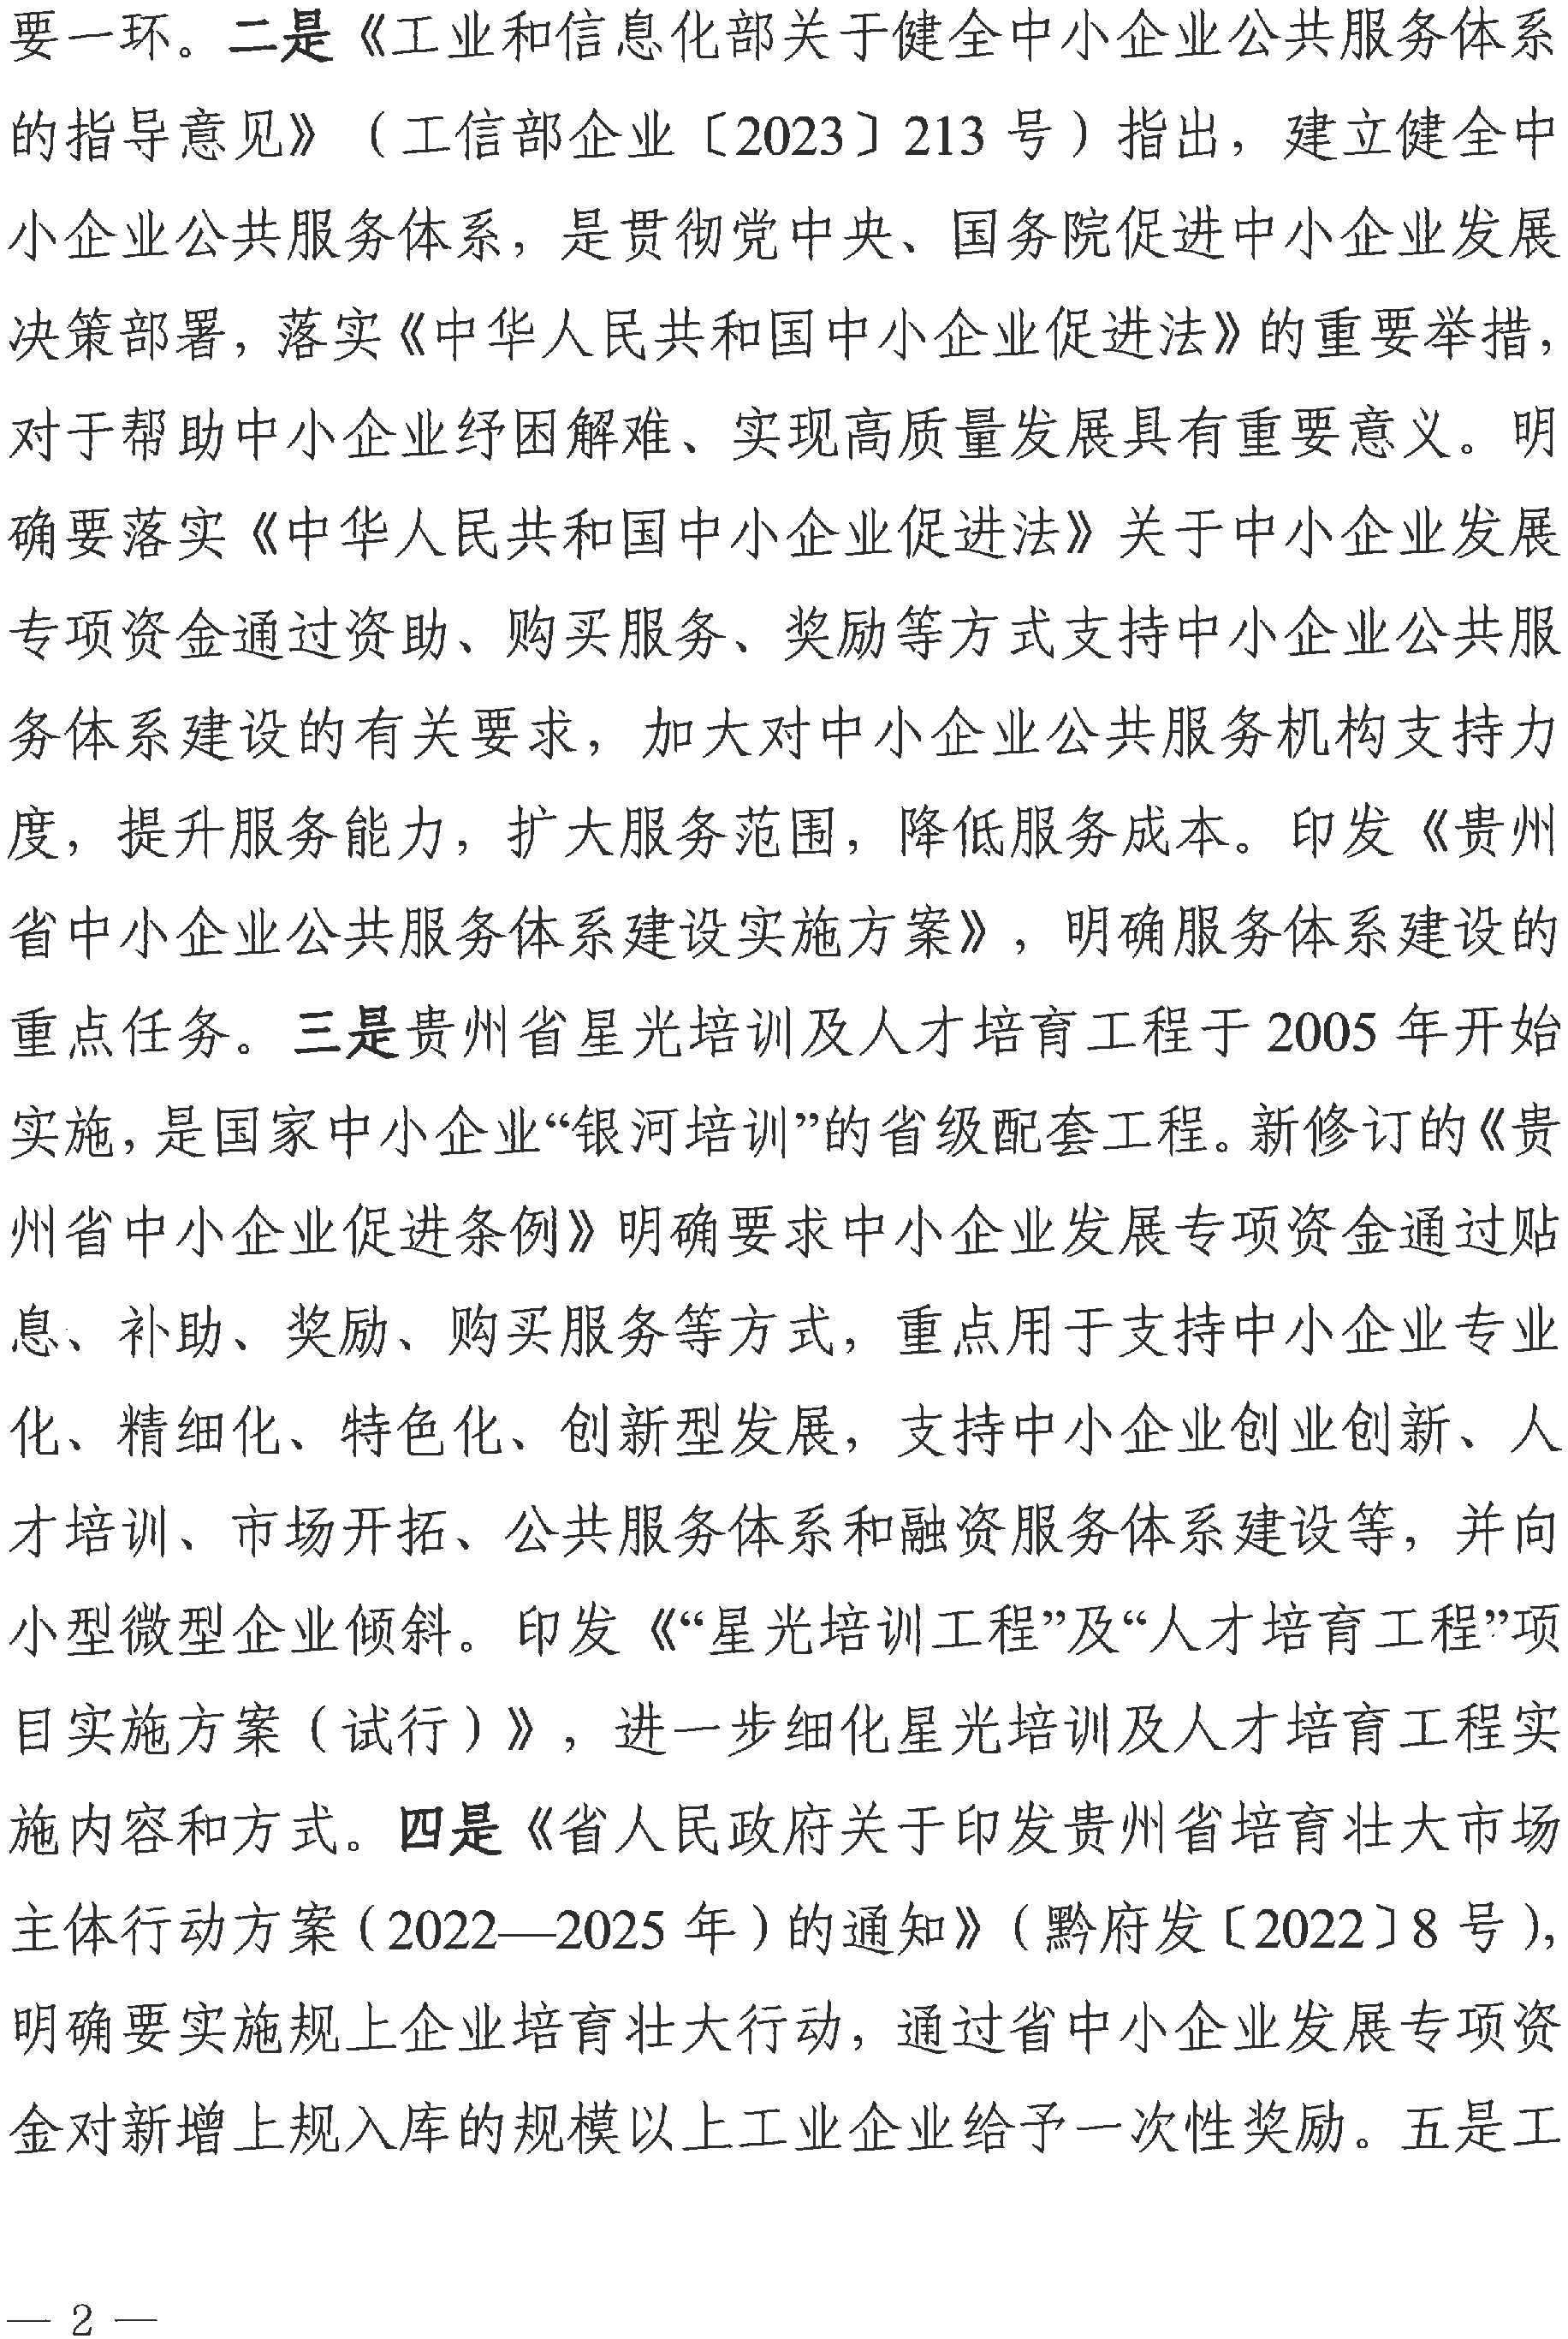 要一环。二是《工业和信息化部关于健全中小企业公共服务体系
的指导意见》（工信部企业〔2023〕213 号）指出，建立健全中
小企业公共服务体系，是贯彻党中央、国务院促进中小企业发展
决策部署，落实《中华人民共和国中小企业促进法》的重要举措，
对于帮助中小企业纾困解难、实现高质量发展具有重要意义。明
确要落实《中华人民共和国中小企业促进法》关于中小企业发展
专项资金通过资助、购买服务、奖励等方式支持中小企业公共服
务体系建设的有关要求，加大对中小企业公共服务机构支持力
度，提升服务能力，扩大服务范围，降低服务成本。印发《贵州
省中小企业公共服务体系建设实施方案》，明确服务体系建设的
重点任务。三是贵州省星光培训及人才培育工程于 2005 年开始
实施，是国家中小企业“银河培训”的省级配套工程。新修订的《贵
州省中小企业促进条例》明确要求中小企业发展专项资金通过贴
息、补助、奖励、购买服务等方式，重点用于支持中小企业专业
化、精细化、特色化、创新型发展，支持中小企业创业创新、人
才培训、市场开拓、公共服务体系和融资服务体系建设等，并向
小型微型企业倾斜。印发《“星光培训工程”及“人才培育工程”项
目实施方案（试行）》，进一步细化星光培训及人才培育工程实
施内容和方式。四是《省人民政府关于印发贵州省培育壮大市场
主体行动方案（2022—2025 年）的通知》（黔府发〔2022〕8 号），
明确要实施规上企业培育壮大行动，通过省中小企业发展专项资
金对新增上规入库的规模以上工业企业给予一次性奖励。五是工
— 2 —